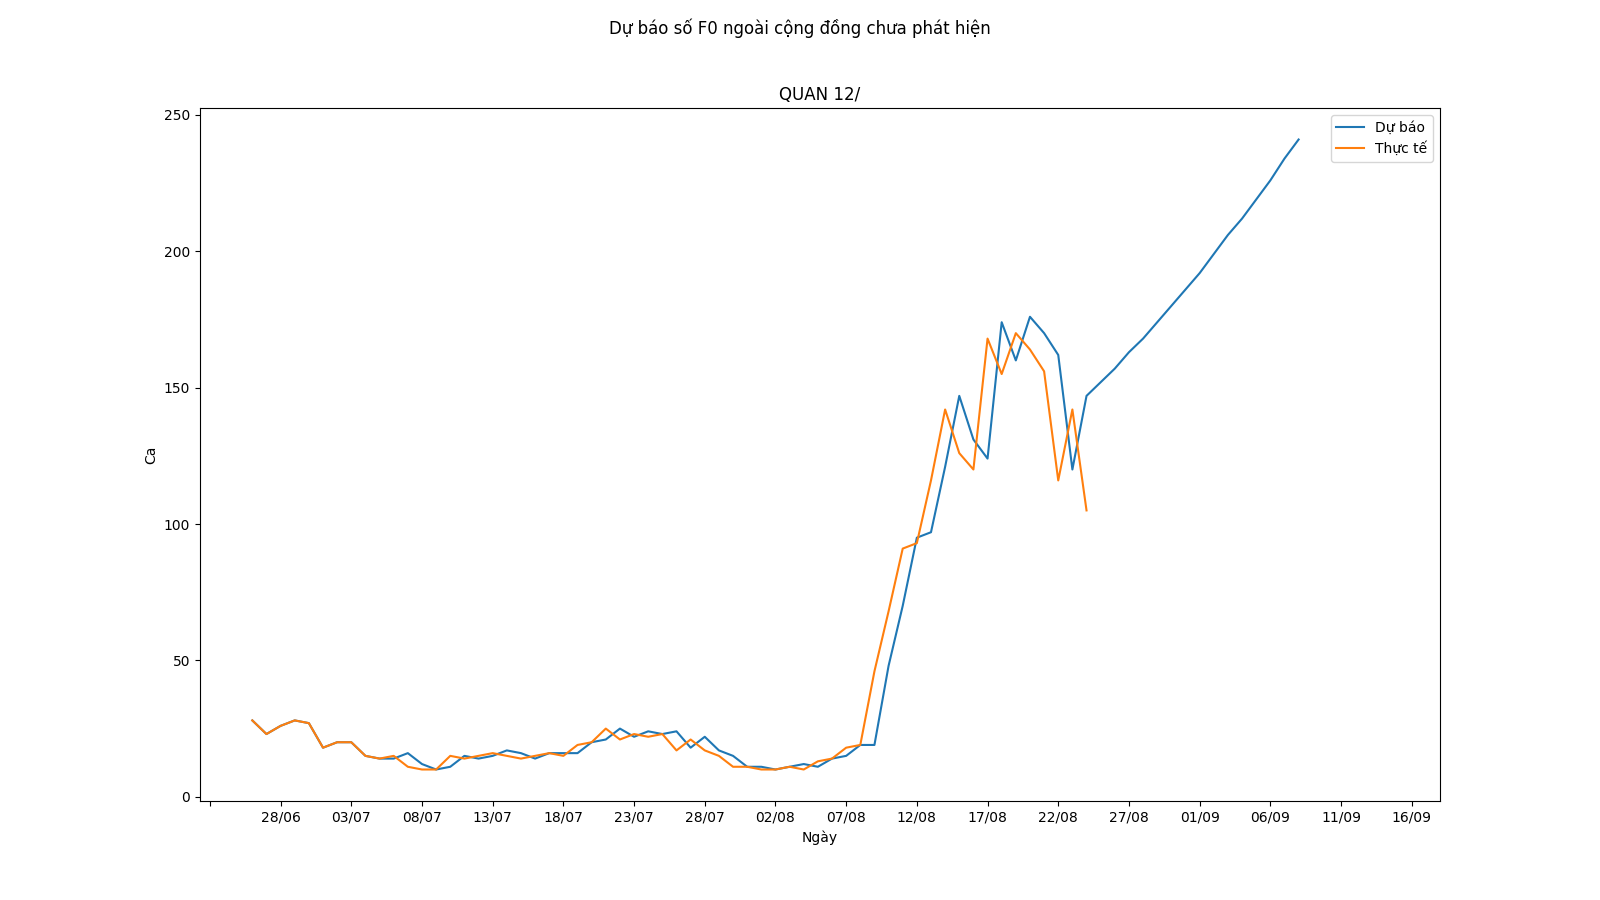 Dự báo số F0 ngoài cộng đồng chưa phát hiện
QUAN 12/
Dự báo
Thực tế
250
200
150
100
50
0
Ca
28/06 03/07 08/07 13/07 18/07 23/07 28/07 02/08 07/08 12/08 17/08 22/08 27/08 01/09 06/09 11/09 16/09
Ngày